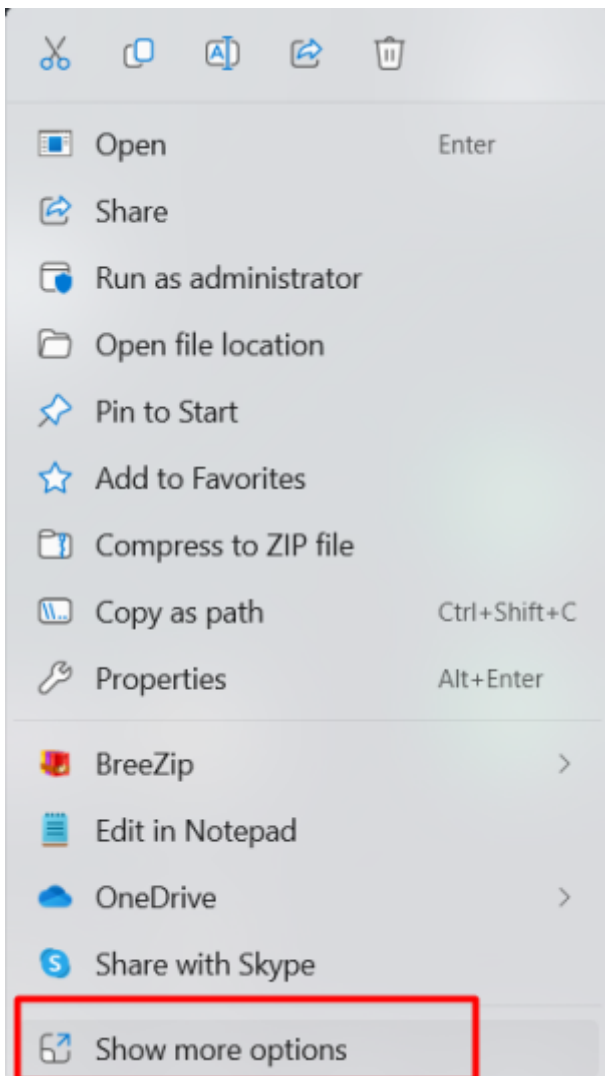 Open Enter
Share
Run as administrator
Open file location
Pin to Start
Add to Favorites
Compress to ZIP file
Copy as path Ctrl+Shift+C
Properties Alt+Enter
BreeZip
Edit in Notepad
OneDrive
Share with Skype
Show more options